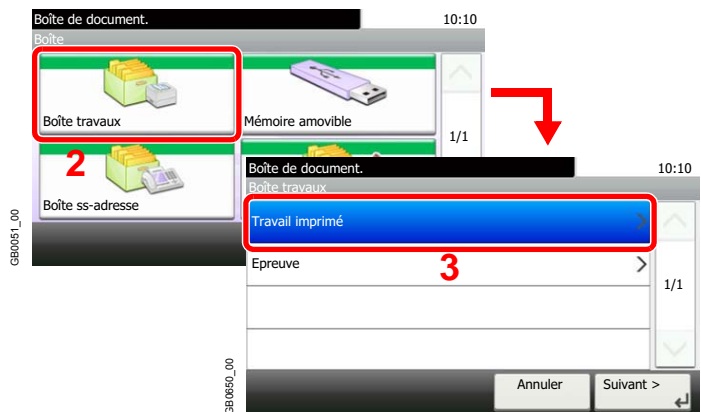 Boîte de document.
10:10
Boîte
Boîte travaux
Mémoire amovible
1/1
2
Boîte ss-adresse
GB0051_00
Boîte de document.
10:10
Boîte travaux
Travail imprimé
Epreuve
3
1/1
Annuler
Suivant >
GB0650_00